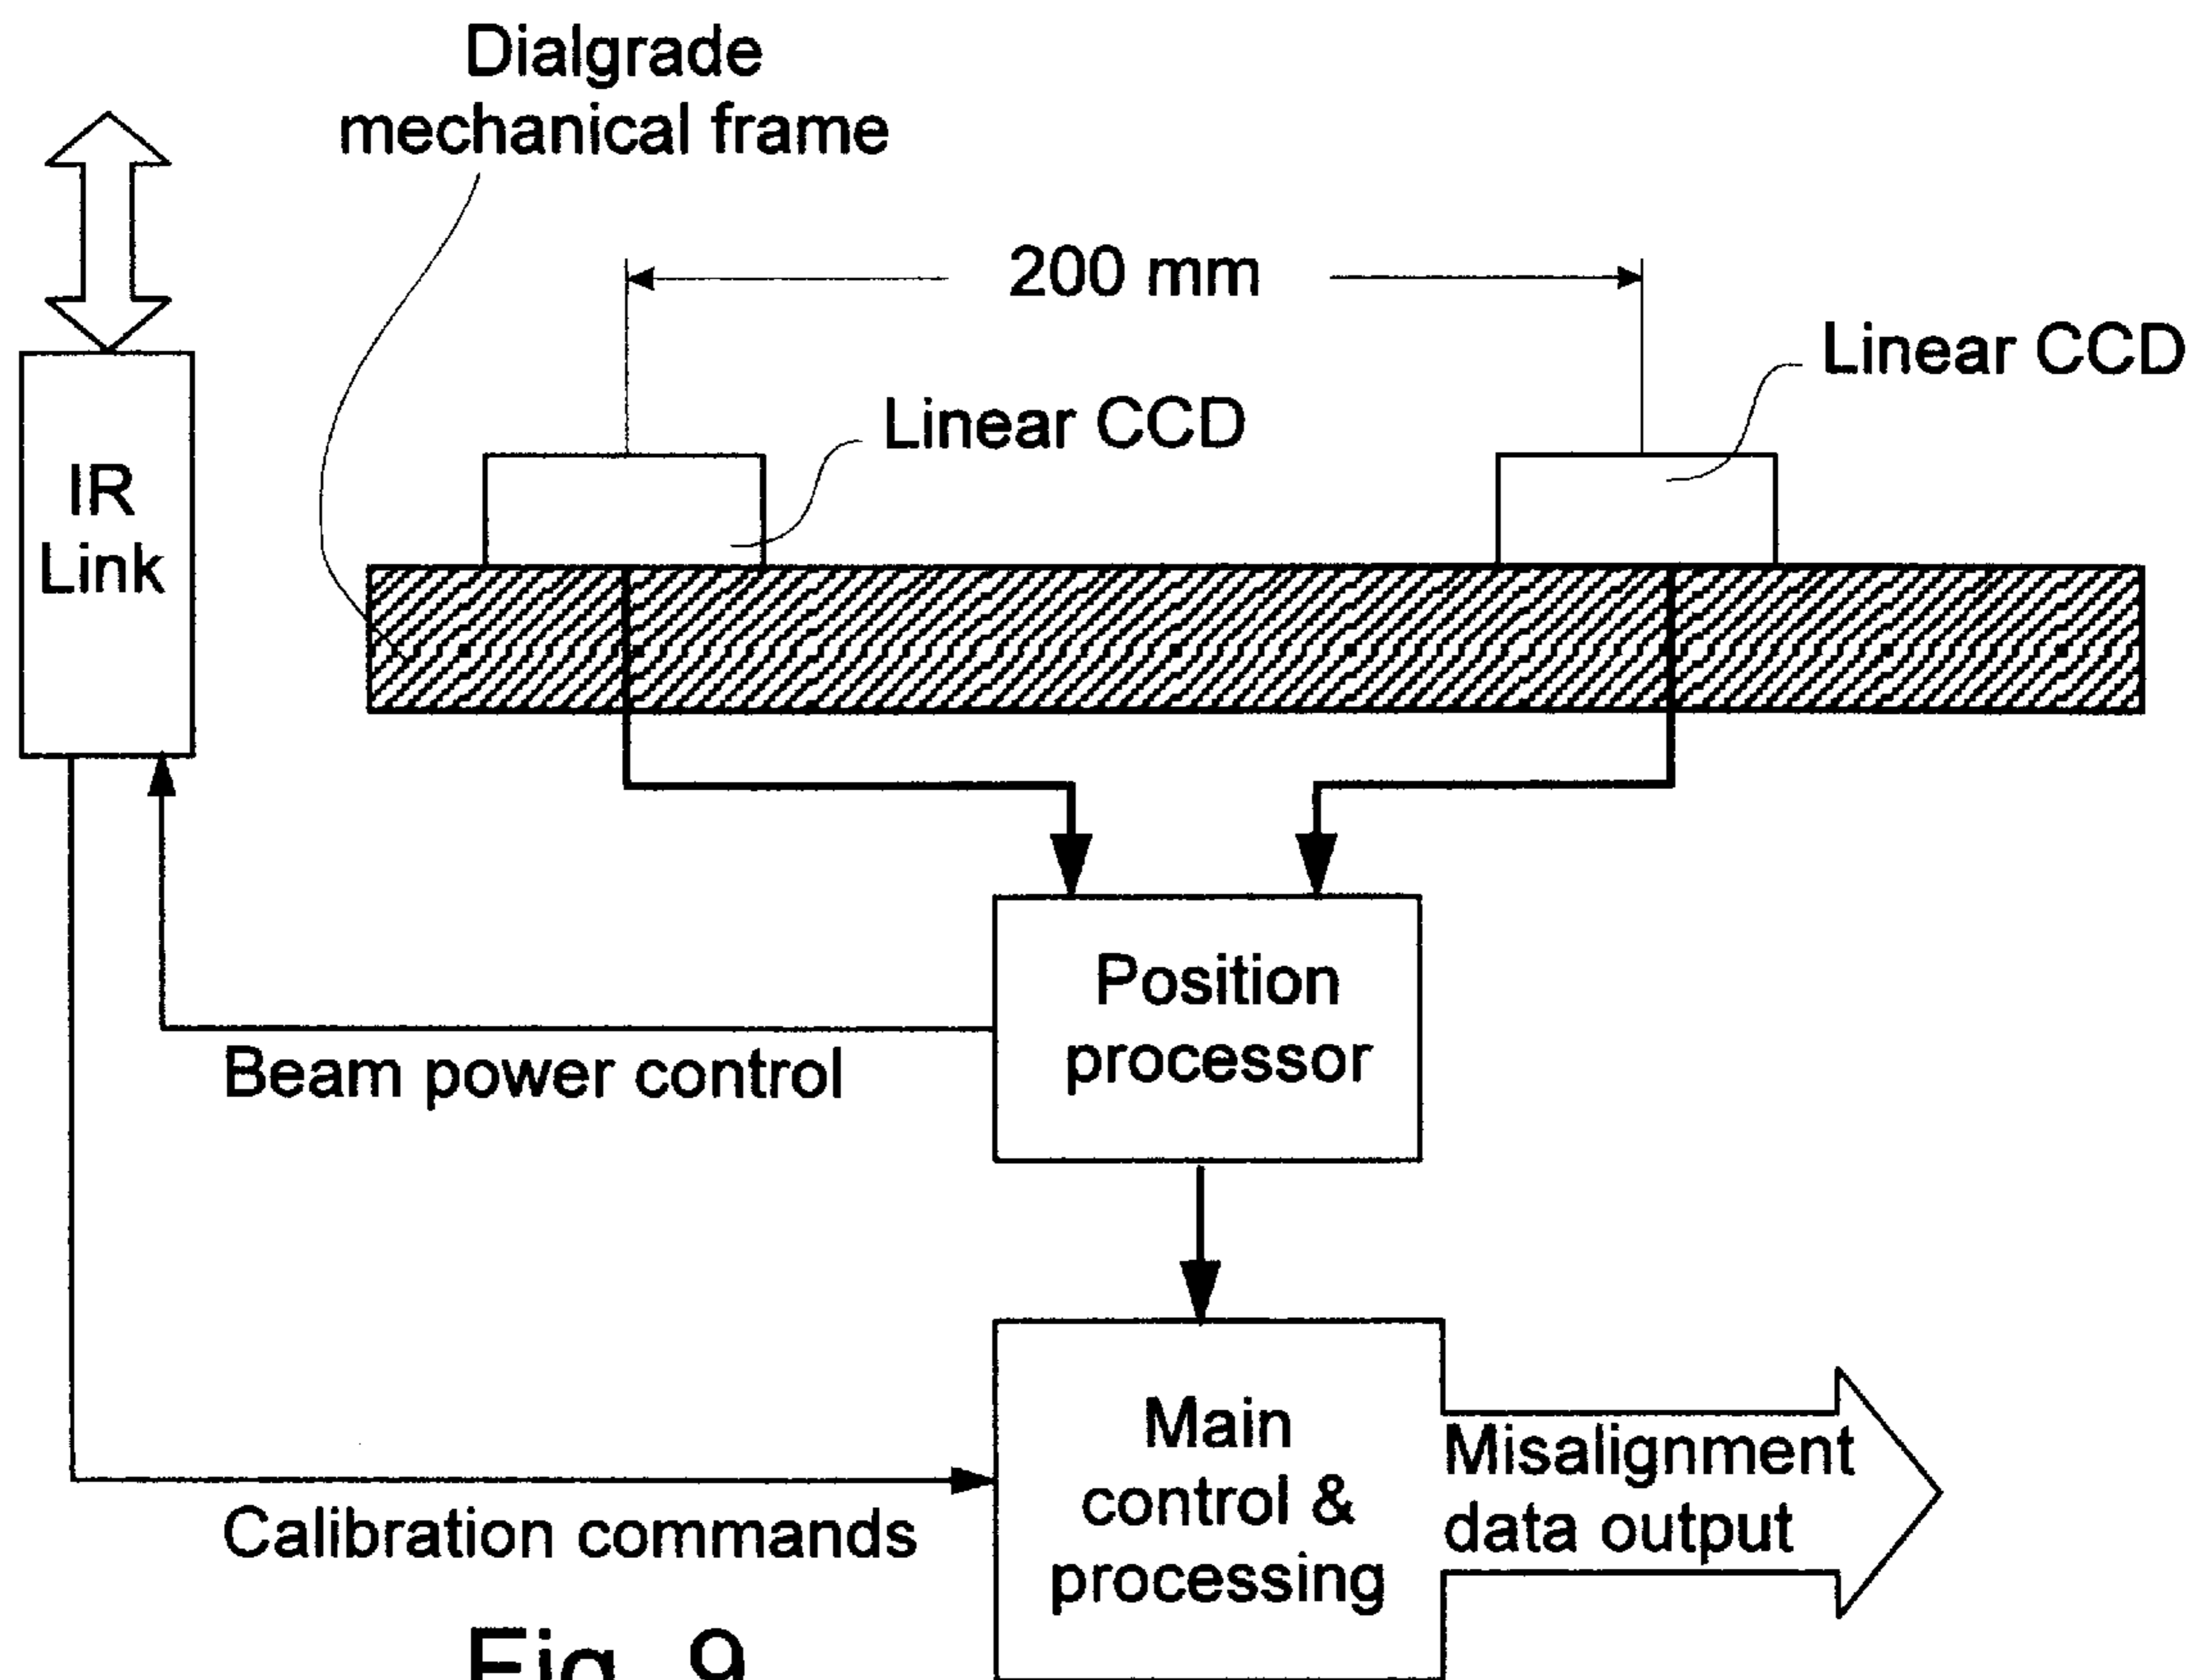 Dialgrade
mechanical frame
200 mm
Linear CCD
Linear CCD
IR
Link
Position
processor
Beam power control
Main
control &
processing
Misalignment
data output
Calibration commands
Fig. 9